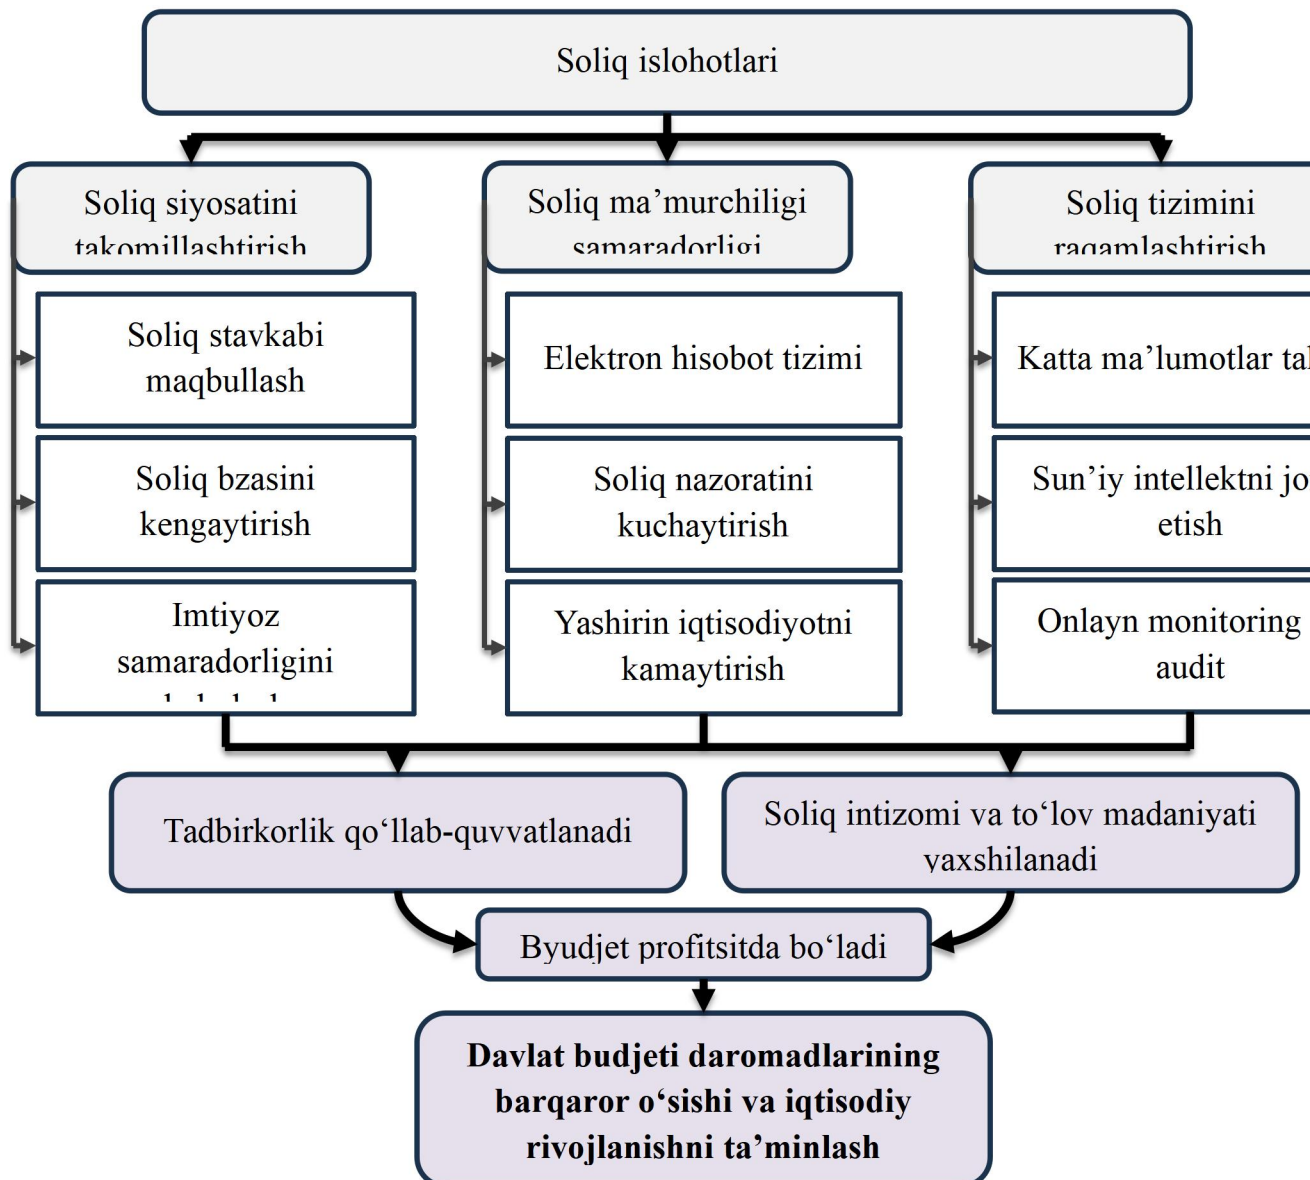 Soliq islohotlari
Soliq siyosatini
takomillashtirish
Soliq ma’murchiligi
samaradorligi
Soliq tizimini
raqamlashtirish
Soliq stavkabi
maqbullash
Elektron hisobot tizimi
Katta ma’lumotlar
Soliq bzasini
kengaytirish
Soliq nazoratini
kuchaytirish
Sun’iy intellektni
etish
Imtiyoz
samaradorligini
Yashirin iqtisodiyotni
kamaytirish
Onlayn monitoring
audit
Tadbirkorlik qo‘llab-quvvatlanadi
Soliq intizomi va to‘lov madaniyati
yaxshilanadi
Byudjet profitsitda bo‘ladi
Davlat budjeti daromadlarining
barqaror o‘sishi va iqtisodiy
rivojlanishni ta’minlash